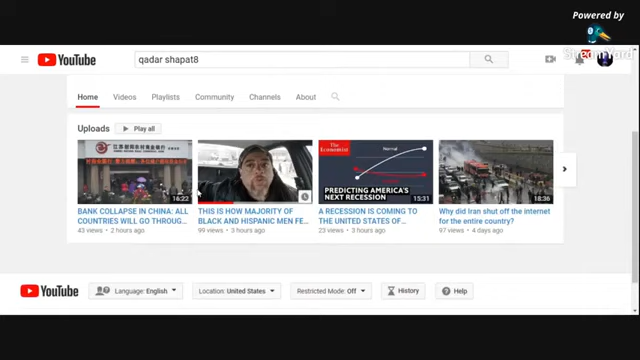 Powered by
StreamYard
YouTube
qadar shapat8
Home Videos Playlists Community Channels About
Uploads Play all
The Economist
Normal
PREDICTING AMERICA'S NEXT RECESSION
16:22
15:31
18:36
BANK COLLAPSE IN CHINA: ALL COUNTRIES WILL GO THROUG...
43 views • 2 hours ago
THIS IS HOW MAJORITY OF BLACK AND HISPANIC MEN FE...
99 views • 3 hours ago
A RECESSION IS COMING TO THE UNITED STATES OF...
23 views • 3 hours ago
Why did Iran shut off the internet for the entire country?
97 views • 4 days ago
YouTube
Language: English
Location: United States
Restricted Mode: Off
History
Help